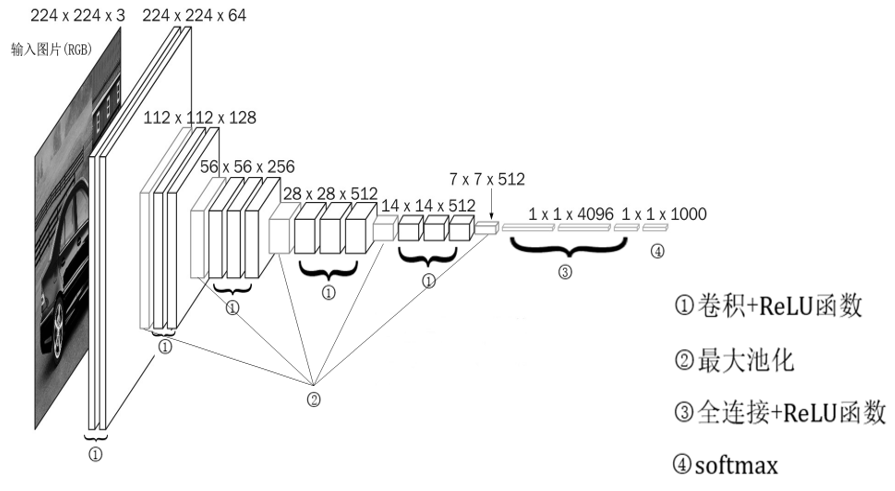 224 x 224 x 3
224 x 224 x 64
输入图片(RGB)
112 x 112 x 128
56 x 56 x 256
28 x 28 x 512
14 x 14 x 512
7 x 7 x 512
1 x 1 x 4096
1 x 1 x 1000
①
①
①
①
①
②
③
④
①卷积+ReLU函数
②最大池化
③全连接+ReLU函数
④softmax